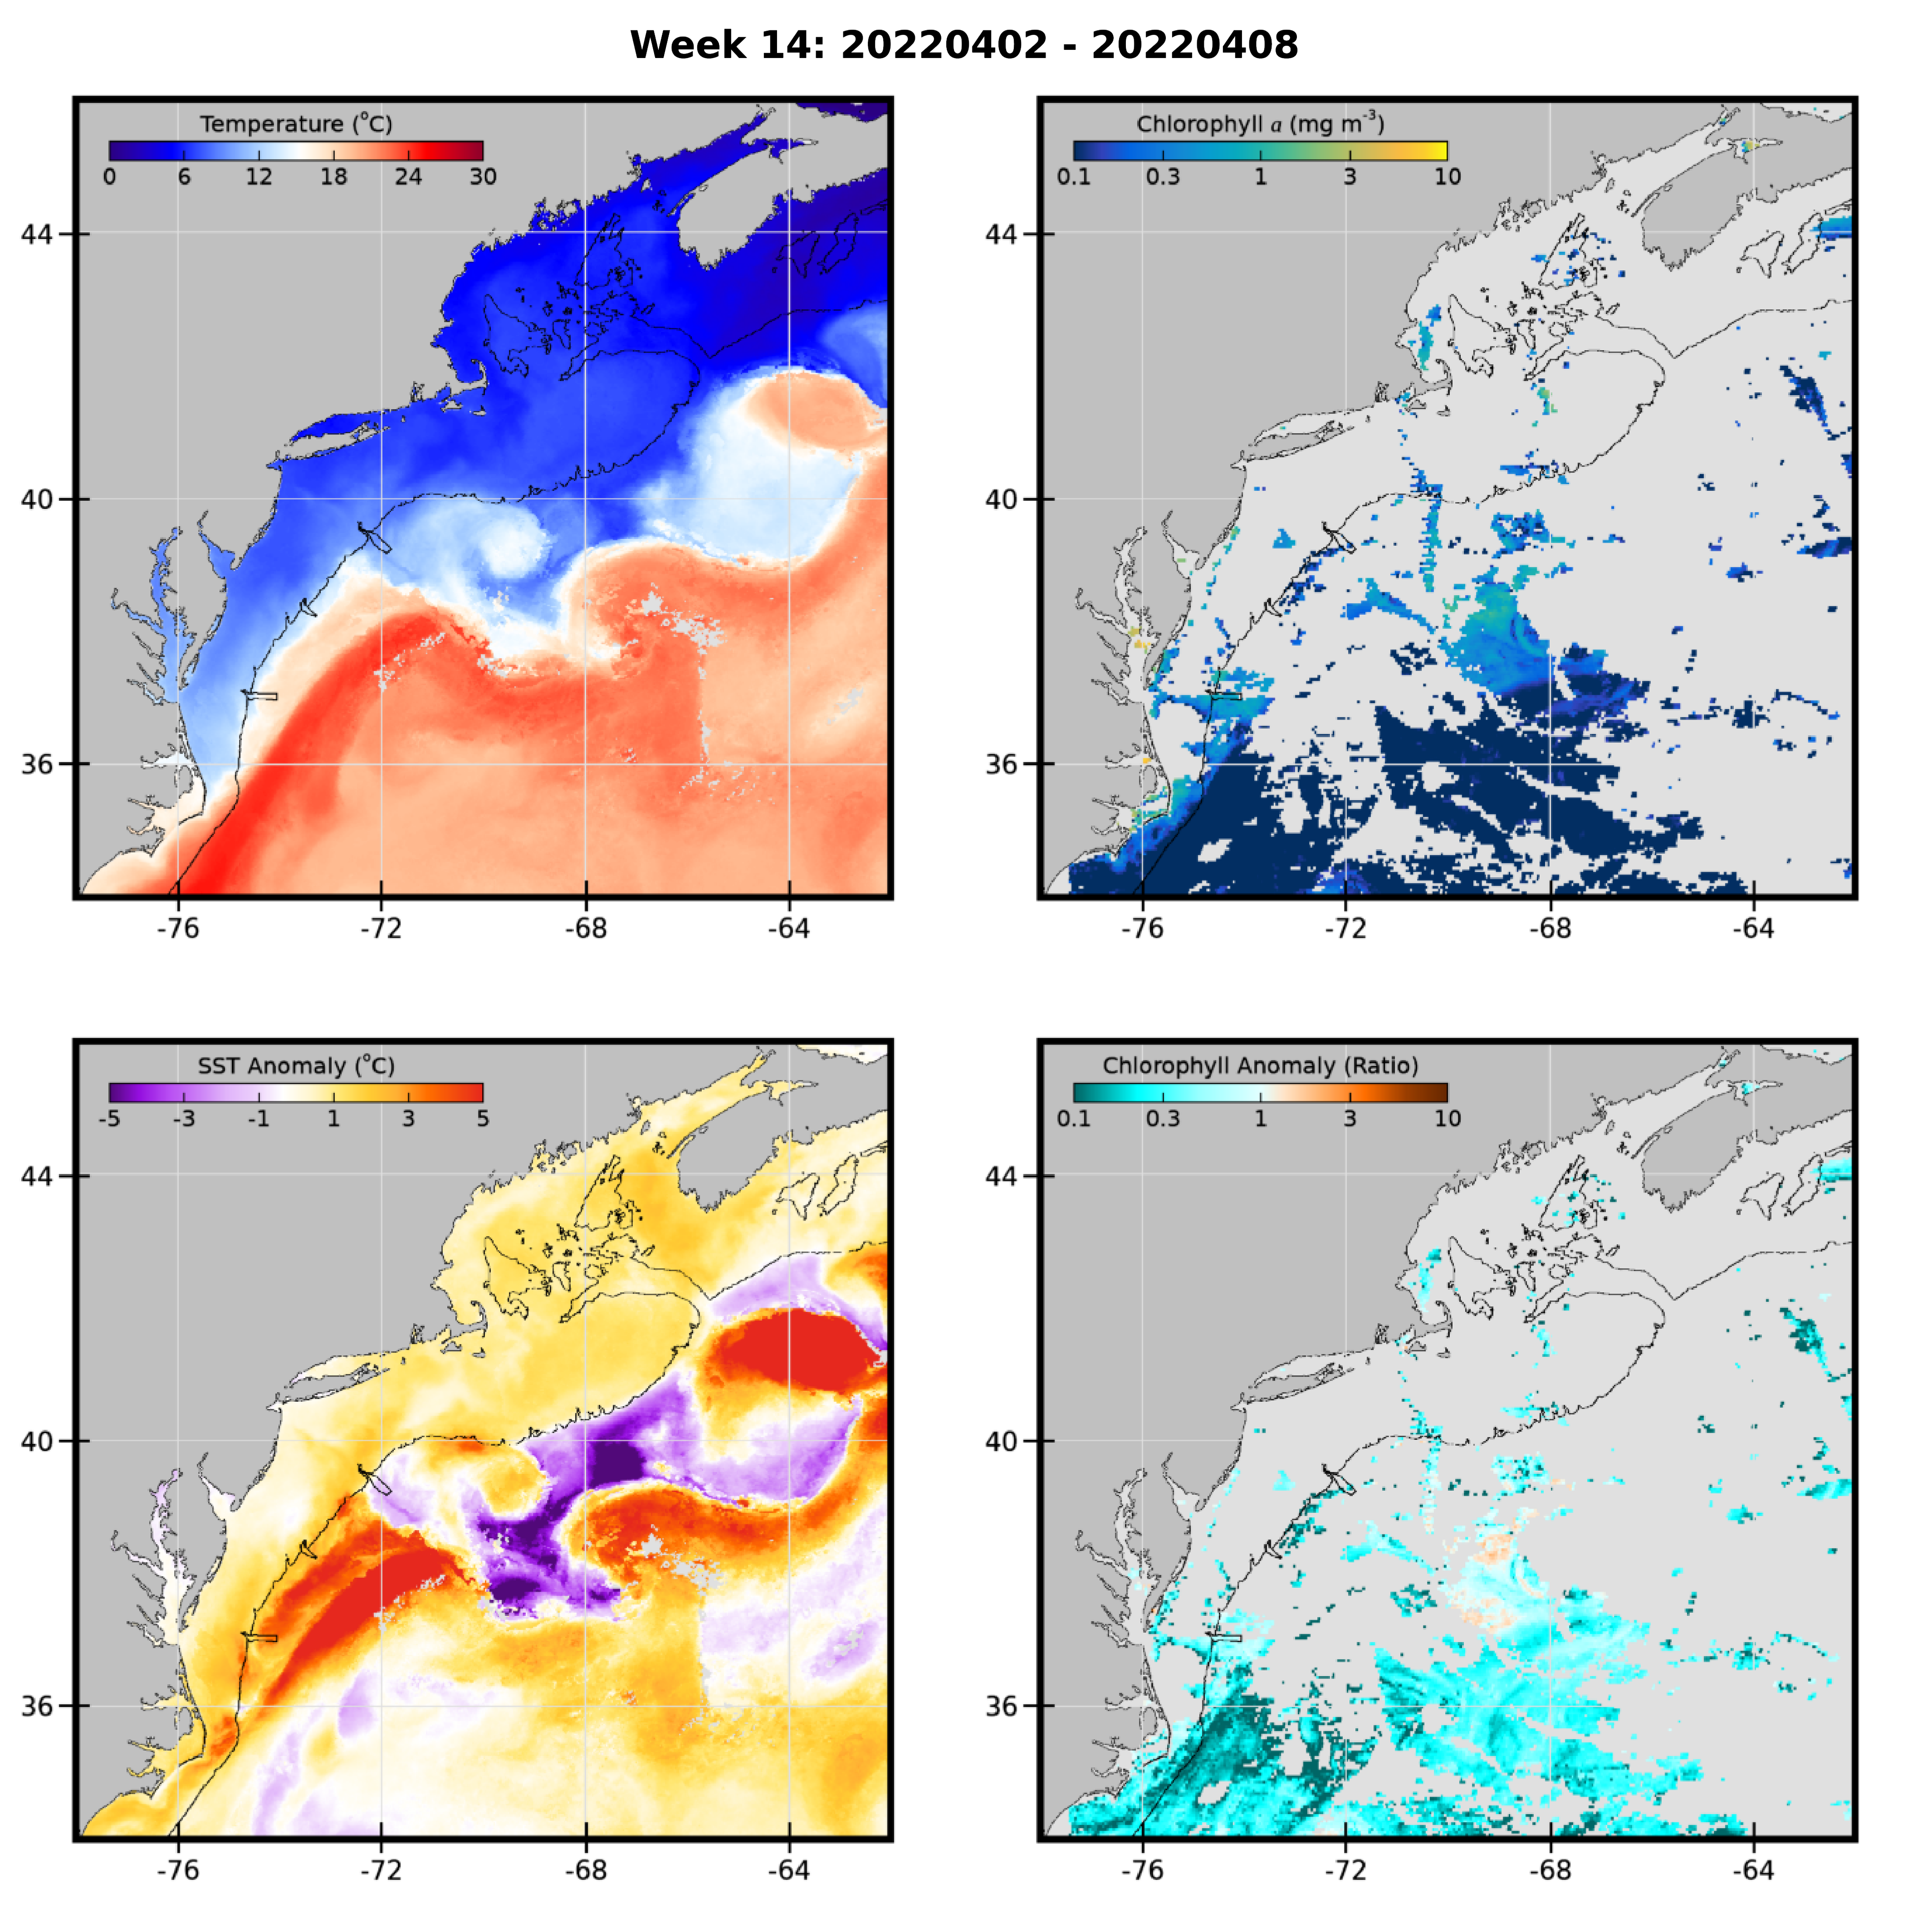 Week 14: 20220402 - 20220408
Temperature (°C)
0 6 12 18 24 30
44
40
36
-76 -72 -68 -64
Chlorophyll a (mg m⁻³)
0.1 0.3 1 3 10
44
40
36
-76 -72 -68 -64
SST Anomaly (°C)
-5 -3 -1 1 3 5
44
40
36
-76 -72 -68 -64
Chlorophyll Anomaly (Ratio)
0.1 0.3 1 3 10
44
40
36
-76 -72 -68 -64